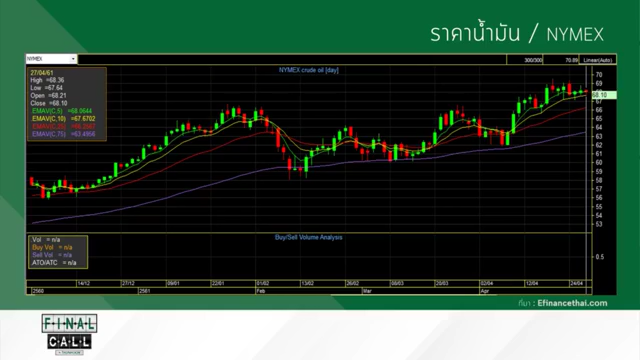 ราคาน้ำมัน / NYMEX
NYMEX
300/300
70.89
Linear(Auto)
NYMEX crude oil [day]
27/04/61
High =68.36
Low =67.64
Open =68.21
Close =68.10
EMAV(C,5) =68.0644
EMAV(C,10) =67.6702
EMAV(C,75) =63.4958
70
69
68.10
67
66
65
64
63
62
61
60
59
58
57
56
55
54
53
Buy/Sell Volume Analysis
Vol = n/a
Buy Vol = n/a
Sell Vol = n/a
ATO/ATC = n/a
0.5
14/12
27/12
09/01
22/01
01/02
13/02
26/02
08/03
20/03
02/04
12/04
24/04
2560
2561
Feb
Mar
Apr
ที่มา : Efinancethai.com
FINAL
CALL